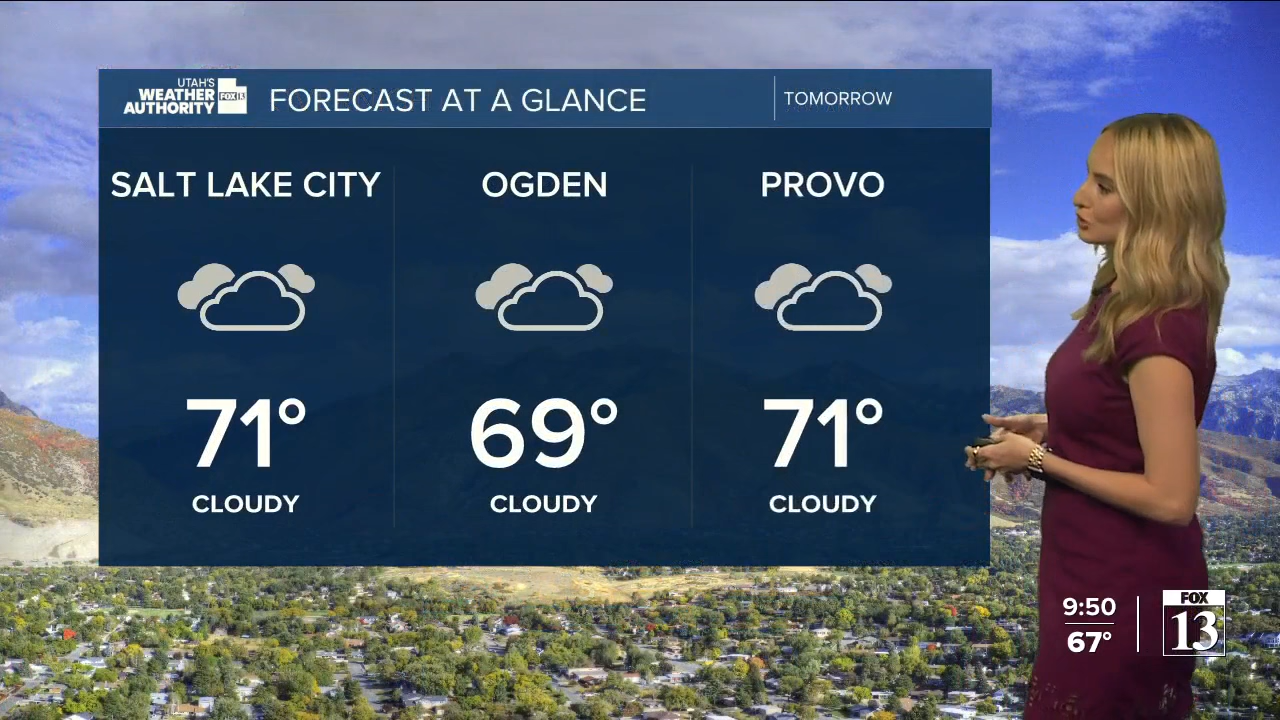 UTAH'S
WEATHER
AUTHORITY
FOX 13
FORECAST AT A GLANCE
TOMORROW
SALT LAKE CITY
OGDEN
PROVO
71°
69°
71°
CLOUDY
CLOUDY
CLOUDY
9:50
67°
FOX
13